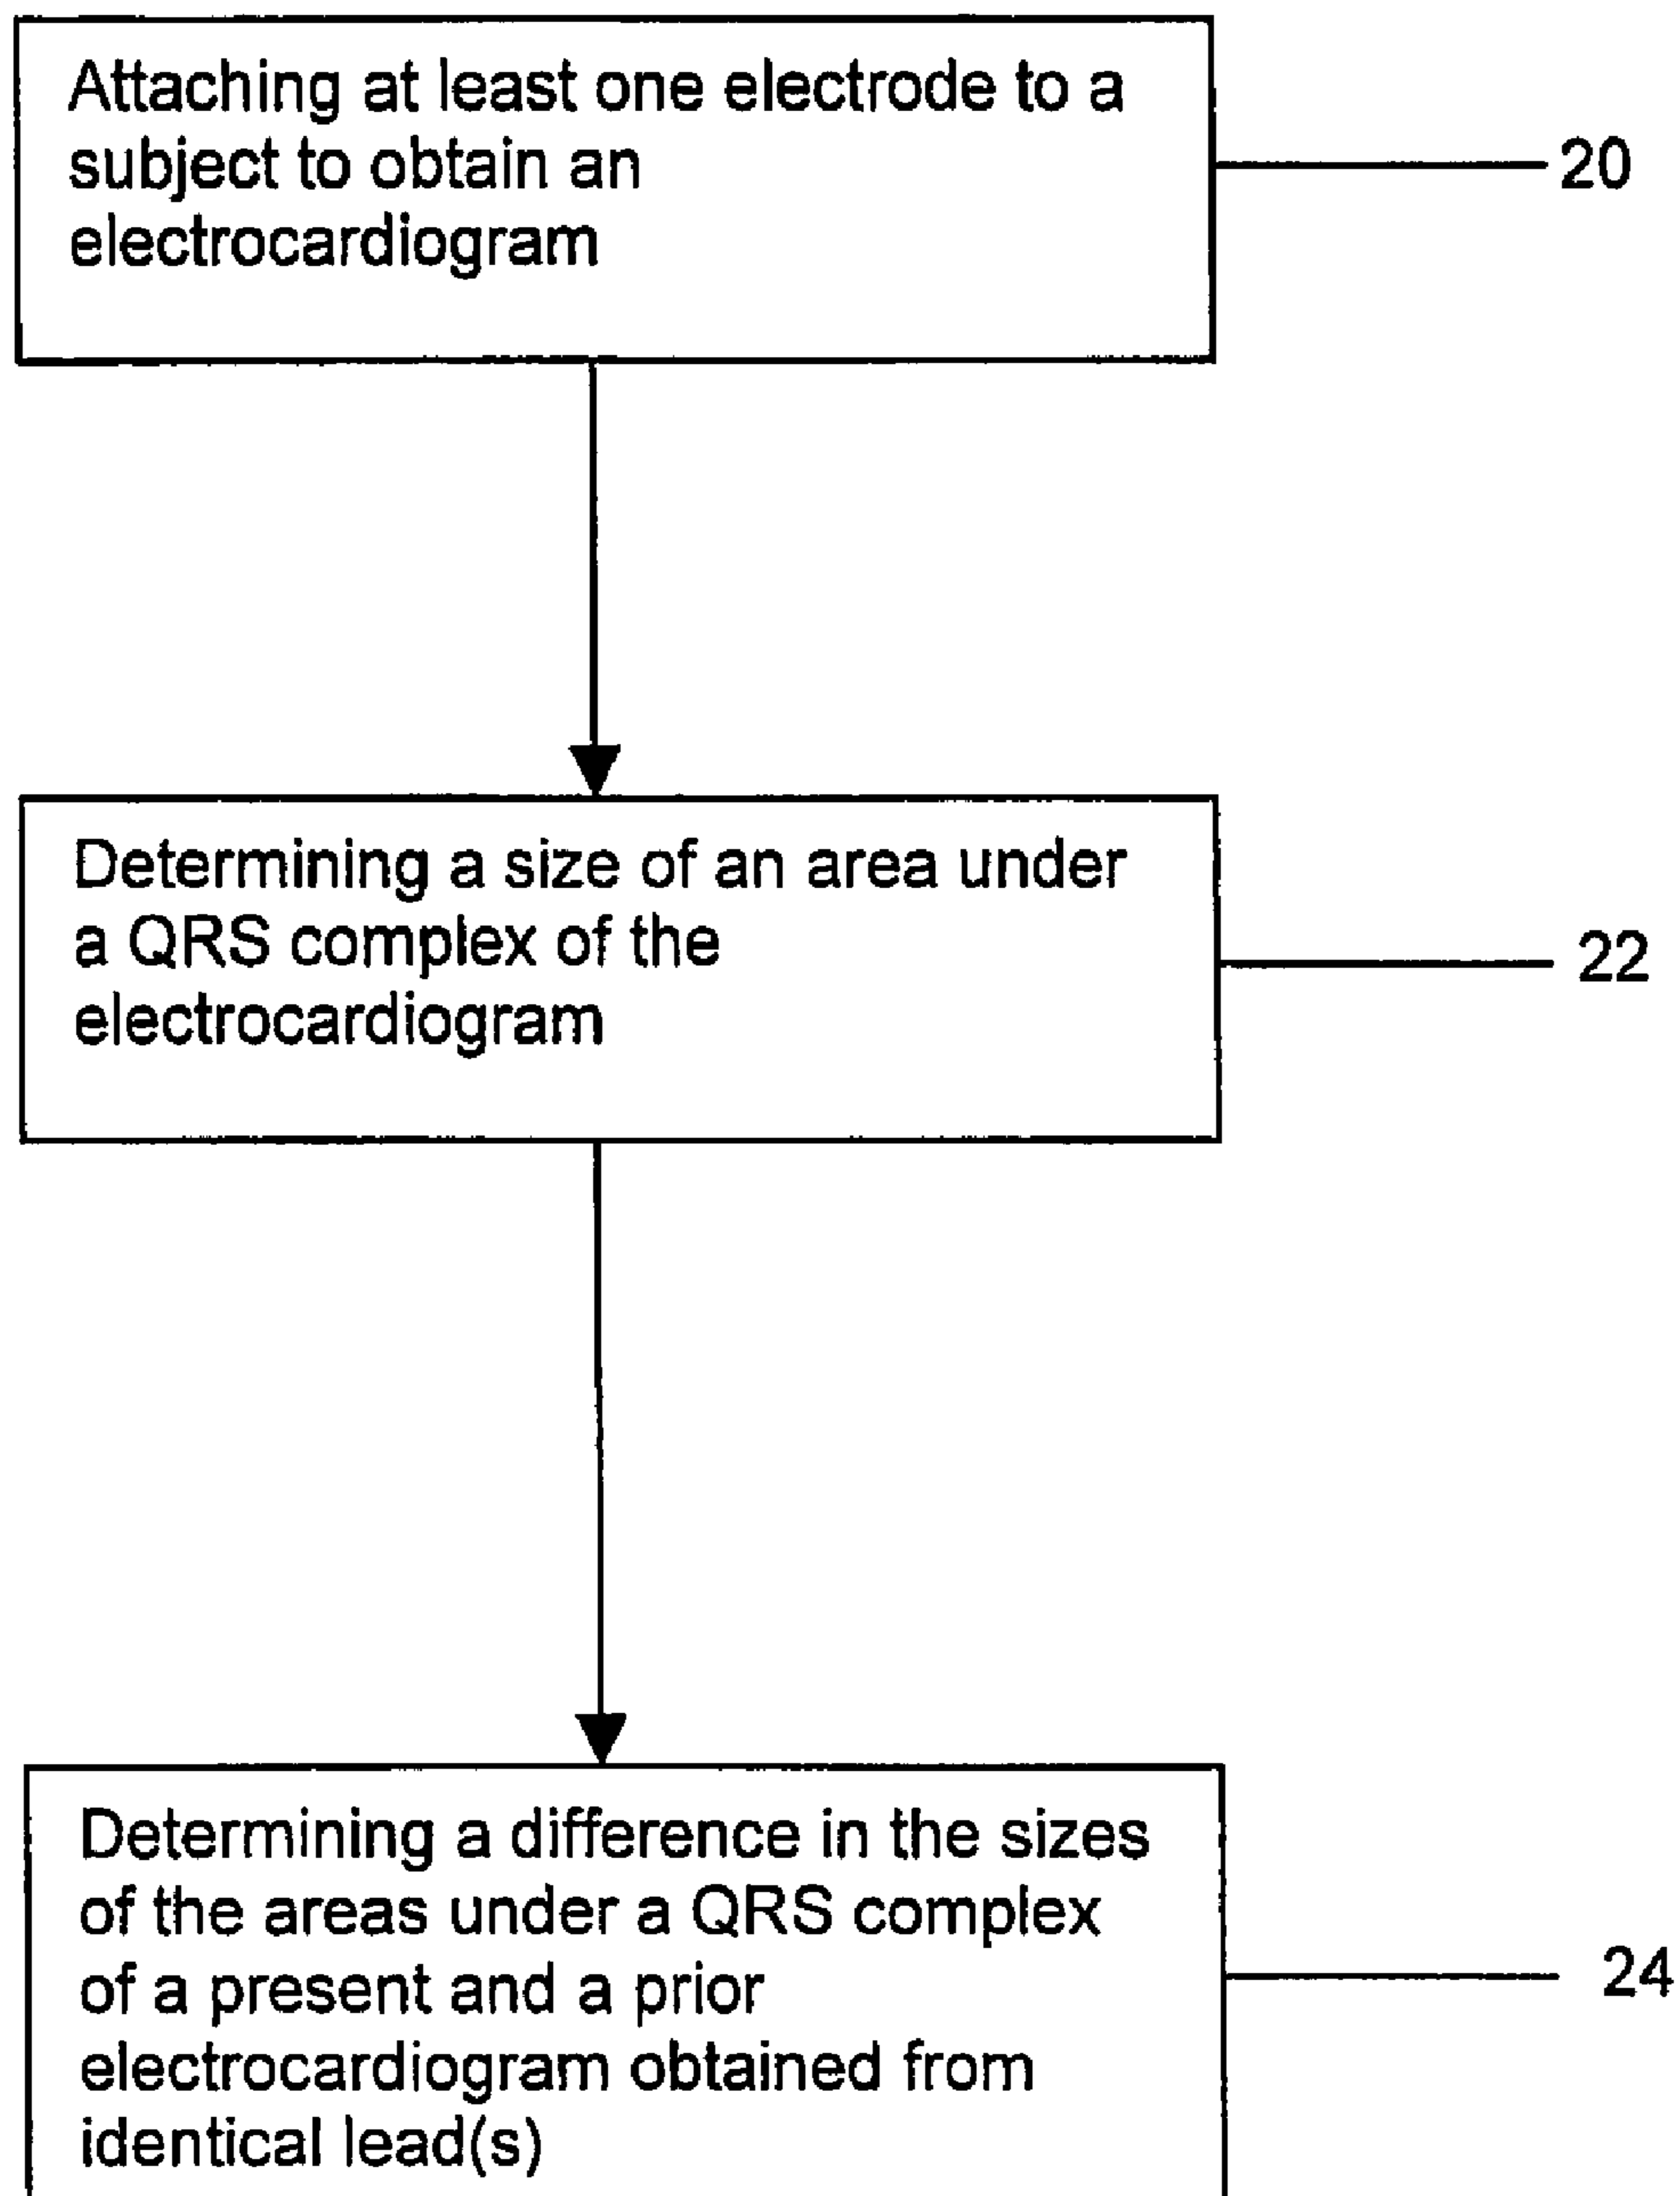 Attaching at least one electrode to a
subject to obtain an
electrocardiogram
20
Determining a size of an area under
a QRS complex of the
electrocardiogram
22
Determining a difference in the sizes
of the areas under a QRS complex
of a present and a prior
electrocardiogram obtained from
identical lead(s)
24